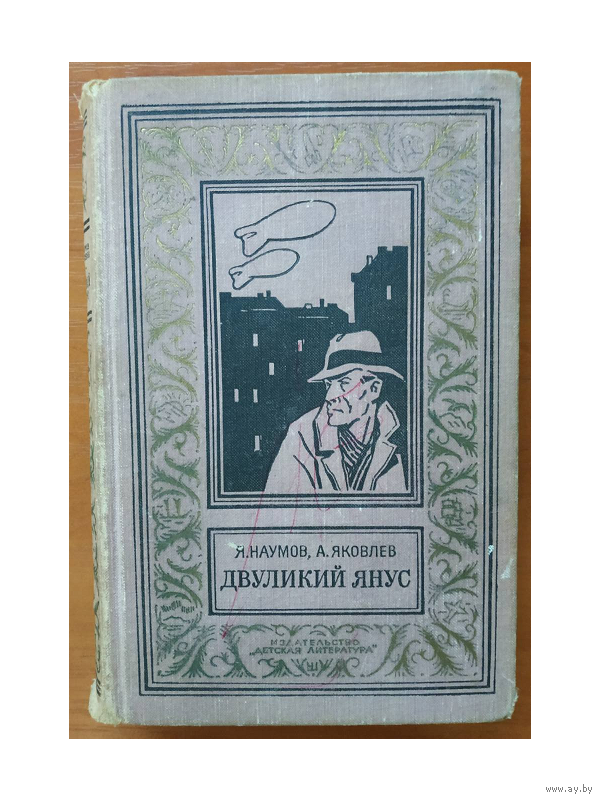 Я. НАУМОВ, А. ЯКОВЛЕВ
ДВУЛИКИЙ ЯНУС
ИЗДАТЕЛЬСТВО
"ДЕТСКАЯ ЛИТЕРАТУРА"
www.ay.by